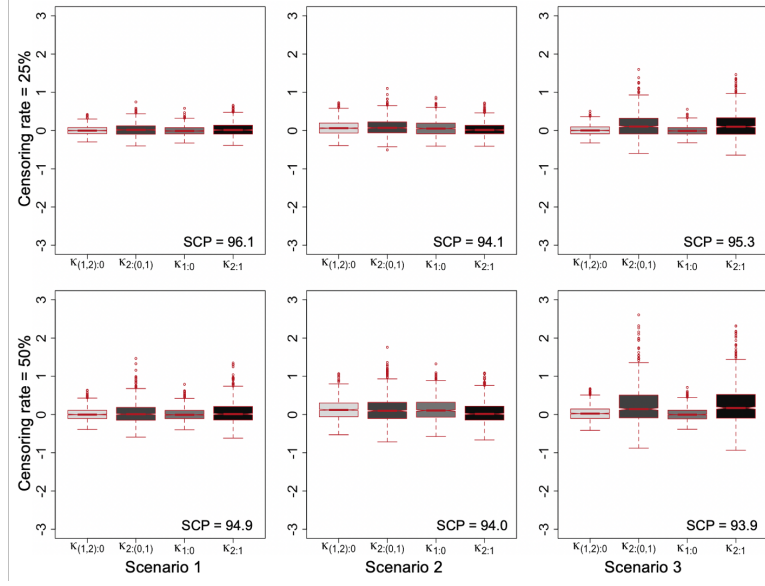 Censoring rate = 25%
3
2
1
0
-1
-2
-3
SCP = 96.1
κ(1,2):0 κ2:(0,1) κ1:0 κ2:1
3
2
1
0
-1
-2
-3
SCP = 94.1
κ(1,2):0 κ2:(0,1) κ1:0 κ2:1
3
2
1
0
-1
-2
-3
SCP = 95.3
κ(1,2):0 κ2:(0,1) κ1:0 κ2:1
Censoring rate = 50%
3
2
1
0
-1
-2
-3
SCP = 94.9
κ(1,2):0 κ2:(0,1) κ1:0 κ2:1
Scenario 1
3
2
1
0
-1
-2
-3
SCP = 94.0
κ(1,2):0 κ2:(0,1) κ1:0 κ2:1
Scenario 2
3
2
1
0
-1
-2
-3
SCP = 93.9
κ(1,2):0 κ2:(0,1) κ1:0 κ2:1
Scenario 3